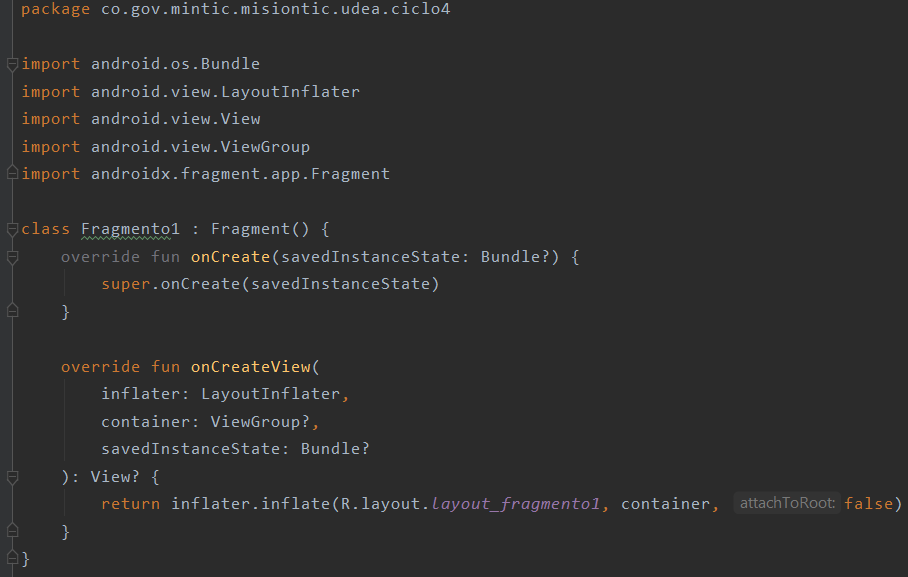 package co.gov.mintic.misiontic.udea.ciclo4
import android.os.Bundle
import android.view.LayoutInflater
import android.view.View
import android.view.ViewGroup
import androidx.fragment.app.Fragment
class Fragmento1 : Fragment() {
override fun onCreate(savedInstanceState: Bundle?) {
super.onCreate(savedInstanceState)
}
override fun onCreateView(
inflater: LayoutInflater,
container: ViewGroup?,
savedInstanceState: Bundle?
): View? {
return inflater.inflate(R.layout.layout_fragmento1, container, attachToRoot: false)
}
}